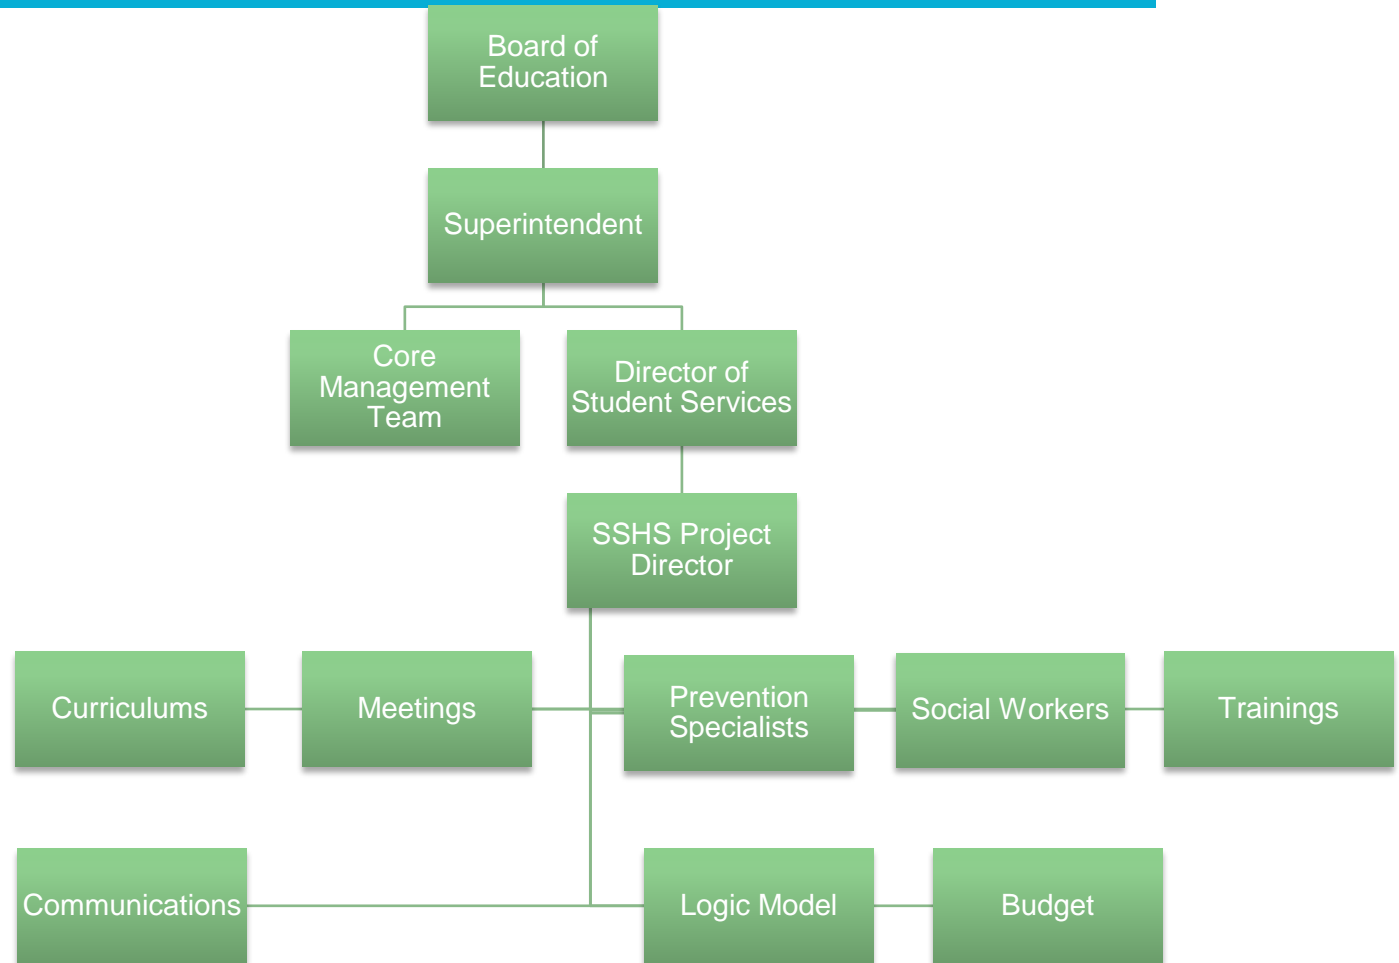 Board of
Education
Superintendent
Core
Management
Team
Director of
Student Services
SSHS Project
Director
Curriculums
Meetings
Prevention
Specialists
Social Workers
Trainings
Communications
Logic Model
Budget